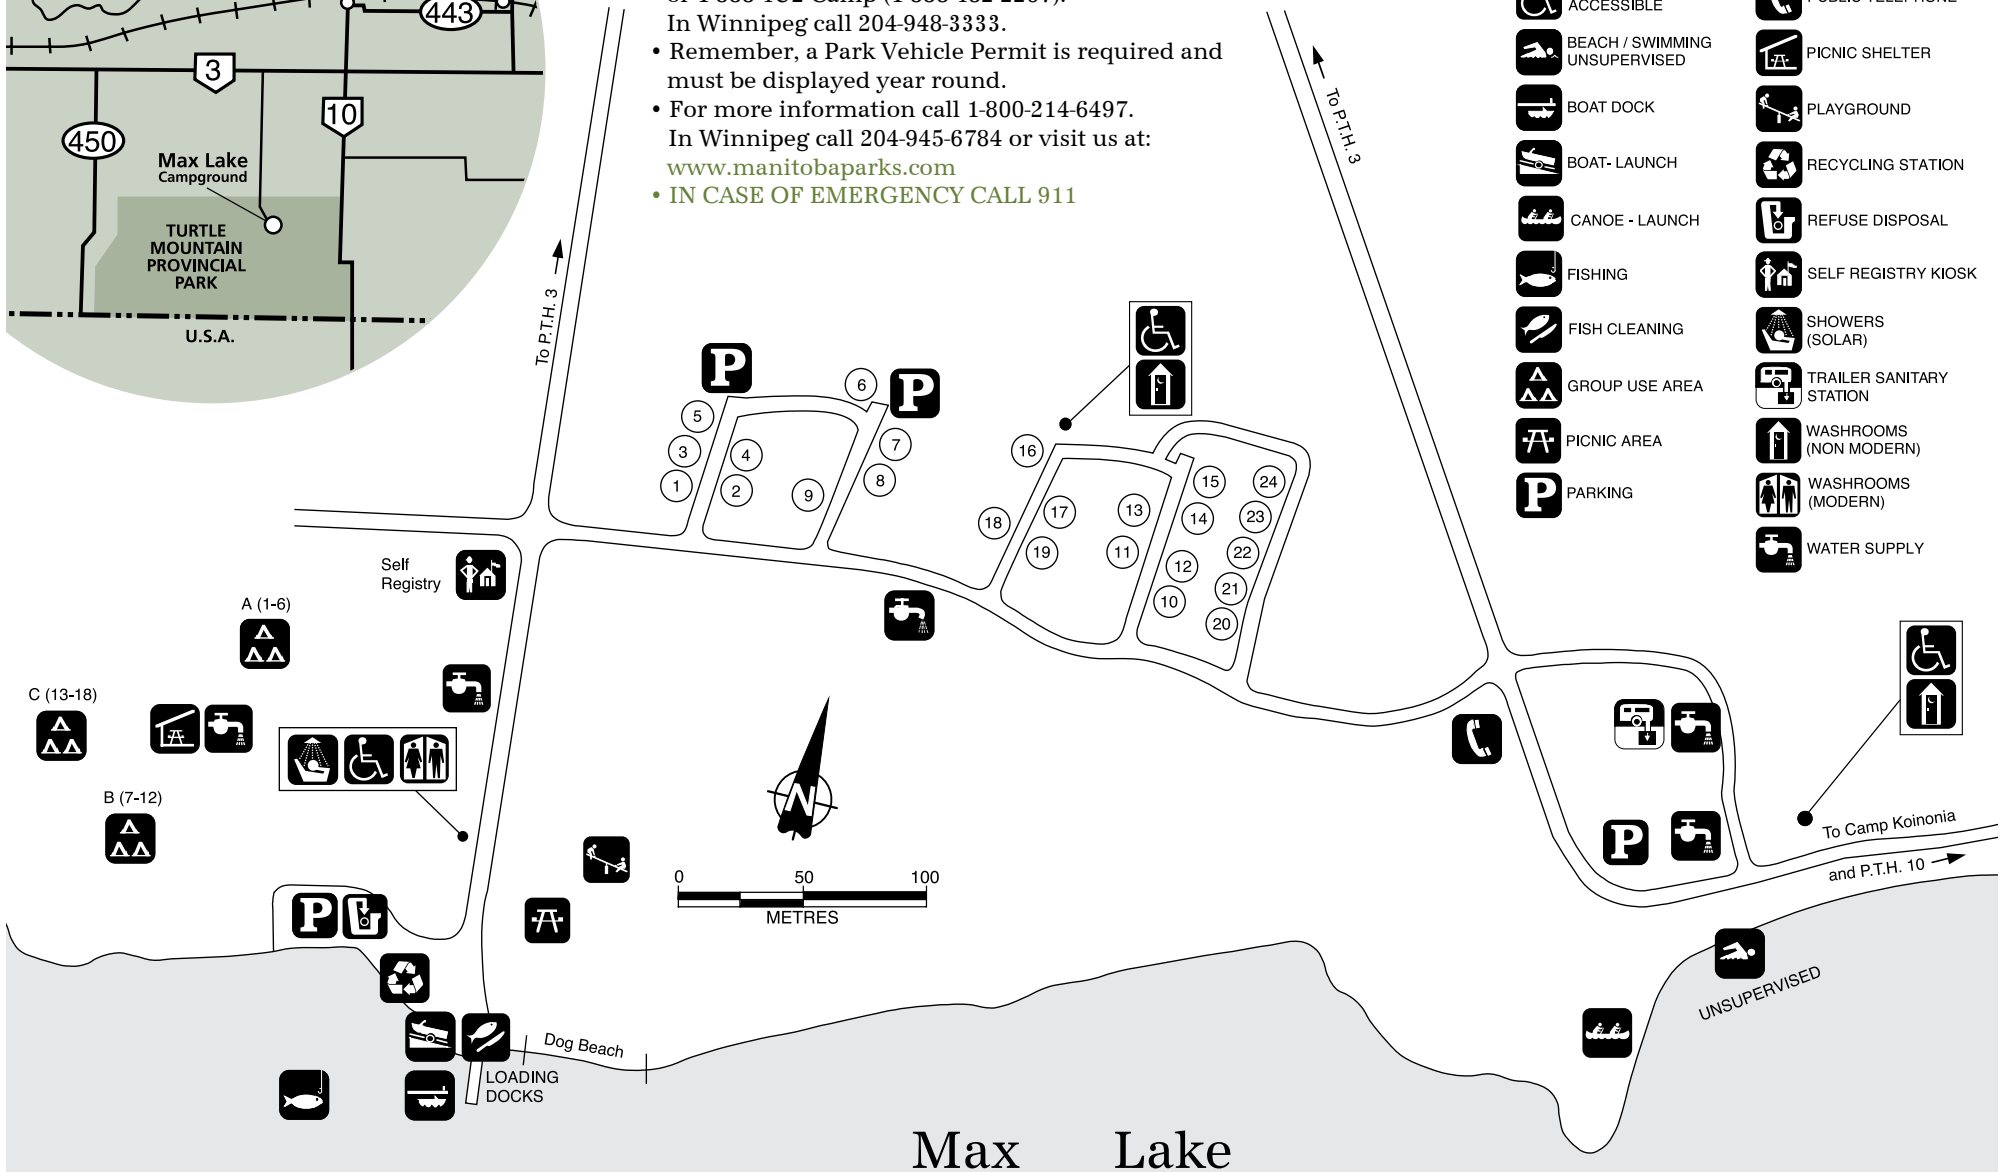 443
3
10
450
Max Lake
Campground
TURTLE
MOUNTAIN
PROVINCIAL
PARK
U.S.A.
In Winnipeg call 204-948-3333.
• Remember, a Park Vehicle Permit is required and
must be displayed year round.
• For more information call 1-800-214-6497.
In Winnipeg call 204-945-6784 or visit us at:
www.manitobaparks.com
• IN CASE OF EMERGENCY CALL 911
ACCESSIBLE
BEACH / SWIMMING
UNSUPERVISED
BOAT DOCK
BOAT- LAUNCH
CANOE - LAUNCH
FISHING
FISH CLEANING
GROUP USE AREA
PICNIC AREA
P PARKING
PUBLIC TELEPHONE
PICNIC SHELTER
PLAYGROUND
RECYCLING STATION
REFUSE DISPOSAL
SELF REGISTRY KIOSK
SHOWERS
(SOLAR)
TRAILER SANITARY
STATION
WASHROOMS
(NON MODERN)
WASHROOMS
(MODERN)
WATER SUPPLY
To P.T.H. 3
To P.T.H. 3
P
P
6
5
3
1
4
2
9
7
8
16
18
17
19
13
11
15
14
12
10
24
23
22
21
20
Self
Registry
A (1-6)
C (13-18)
B (7-12)
N
0 50 100
METRES
P
P
To Camp Koinonia
and P.T.H. 10
UNSUPERVISED
Dog Beach
LOADING
DOCKS
Max Lake